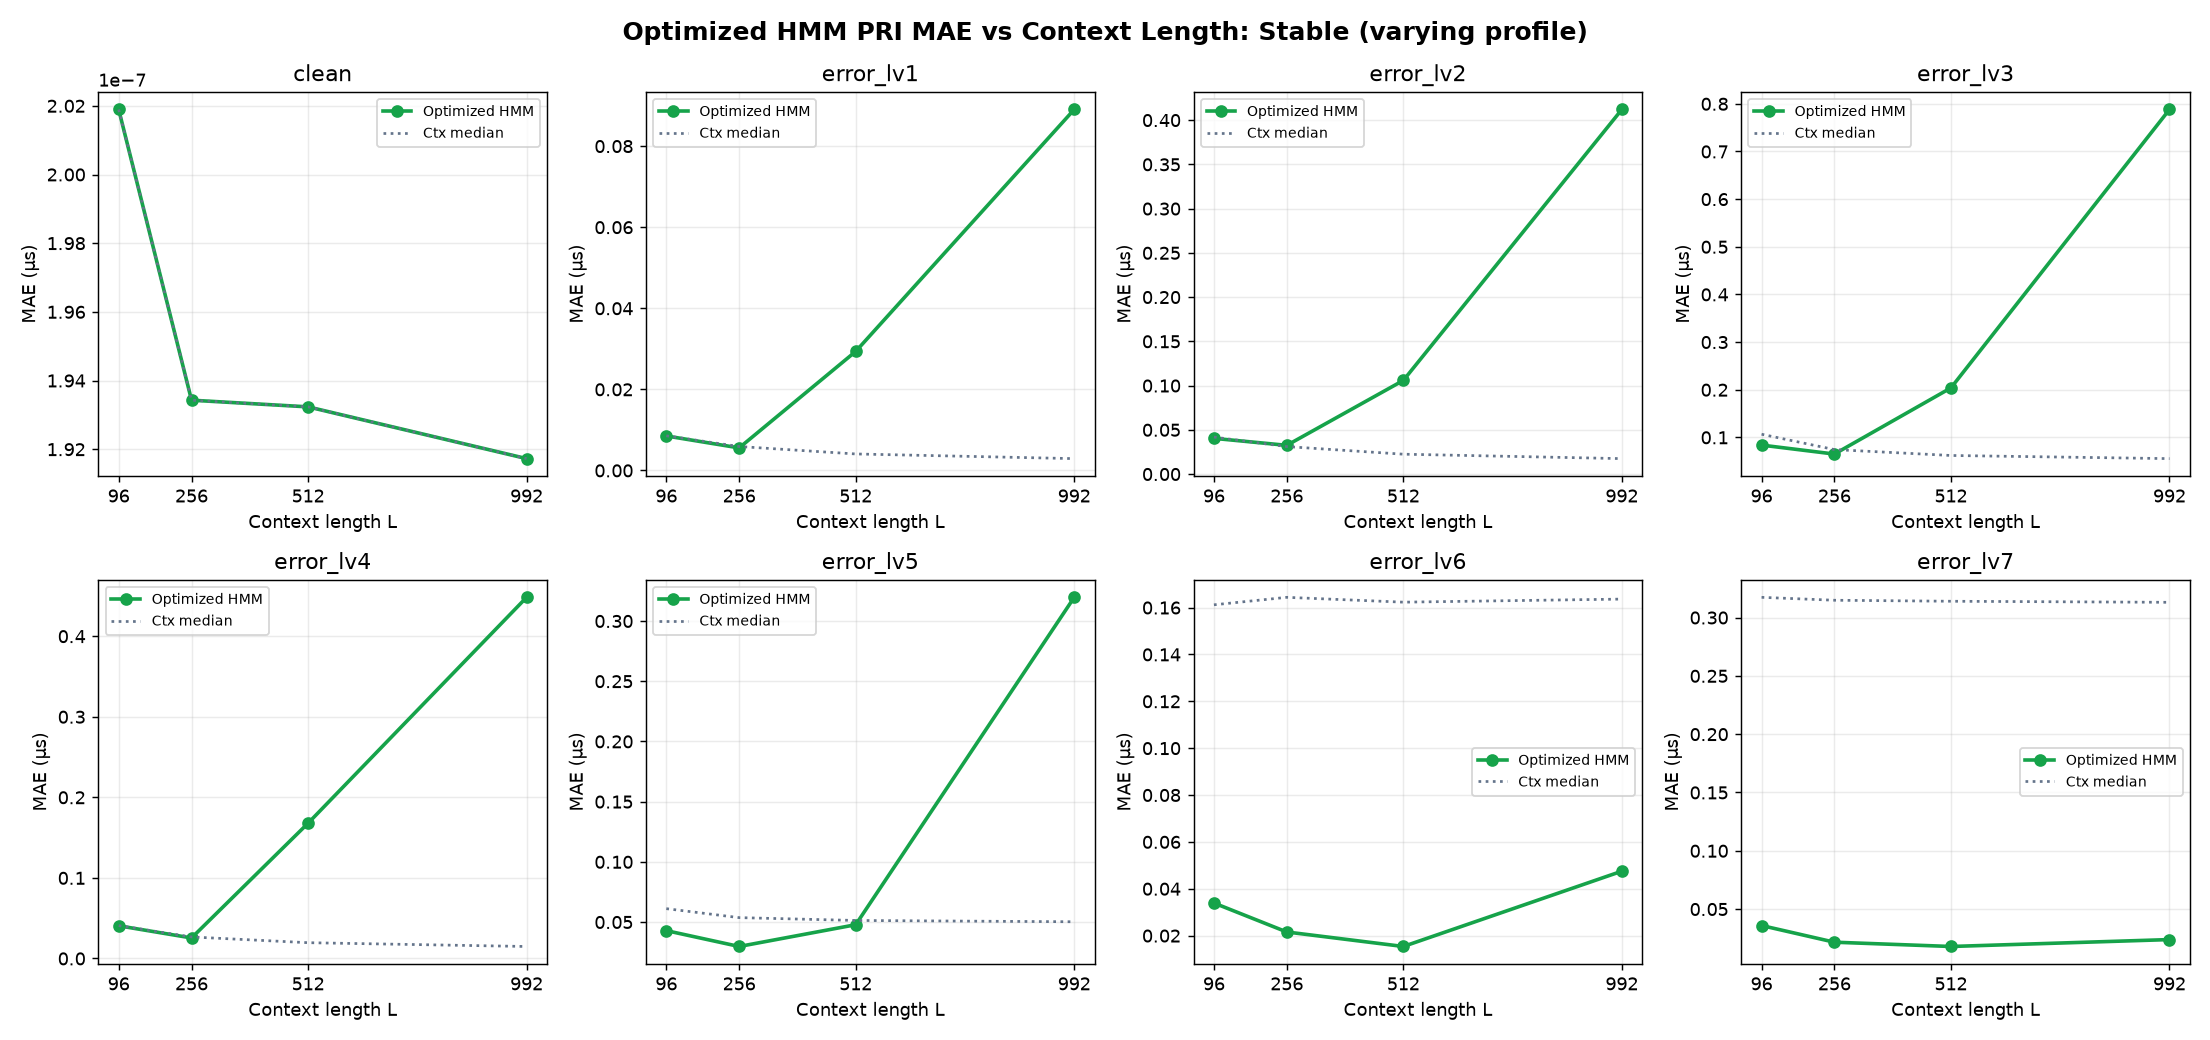 Optimized HMM PRI MAE vs Context Length: Stable (varying profile)
clean
1e−7
2.02
2.00
1.98
1.96
1.94
1.92
MAE (µs)
96 256 512 992
Context length L
Optimized HMM
Ctx median
error_lv1
0.08
0.06
0.04
0.02
0.00
MAE (µs)
96 256 512 992
Context length L
Optimized HMM
Ctx median
error_lv2
0.40
0.35
0.30
0.25
0.20
0.15
0.10
0.05
0.00
MAE (µs)
96 256 512 992
Context length L
Optimized HMM
Ctx median
error_lv3
0.8
0.7
0.6
0.5
0.4
0.3
0.2
0.1
MAE (µs)
96 256 512 992
Context length L
Optimized HMM
Ctx median
error_lv4
0.4
0.3
0.2
0.1
0.0
MAE (µs)
96 256 512 992
Context length L
Optimized HMM
Ctx median
error_lv5
0.30
0.25
0.20
0.15
0.10
0.05
MAE (µs)
96 256 512 992
Context length L
Optimized HMM
Ctx median
error_lv6
0.16
0.14
0.12
0.10
0.08
0.06
0.04
0.02
MAE (µs)
96 256 512 992
Context length L
Optimized HMM
Ctx median
error_lv7
0.30
0.25
0.20
0.15
0.10
0.05
MAE (µs)
96 256 512 992
Context length L
Optimized HMM
Ctx median